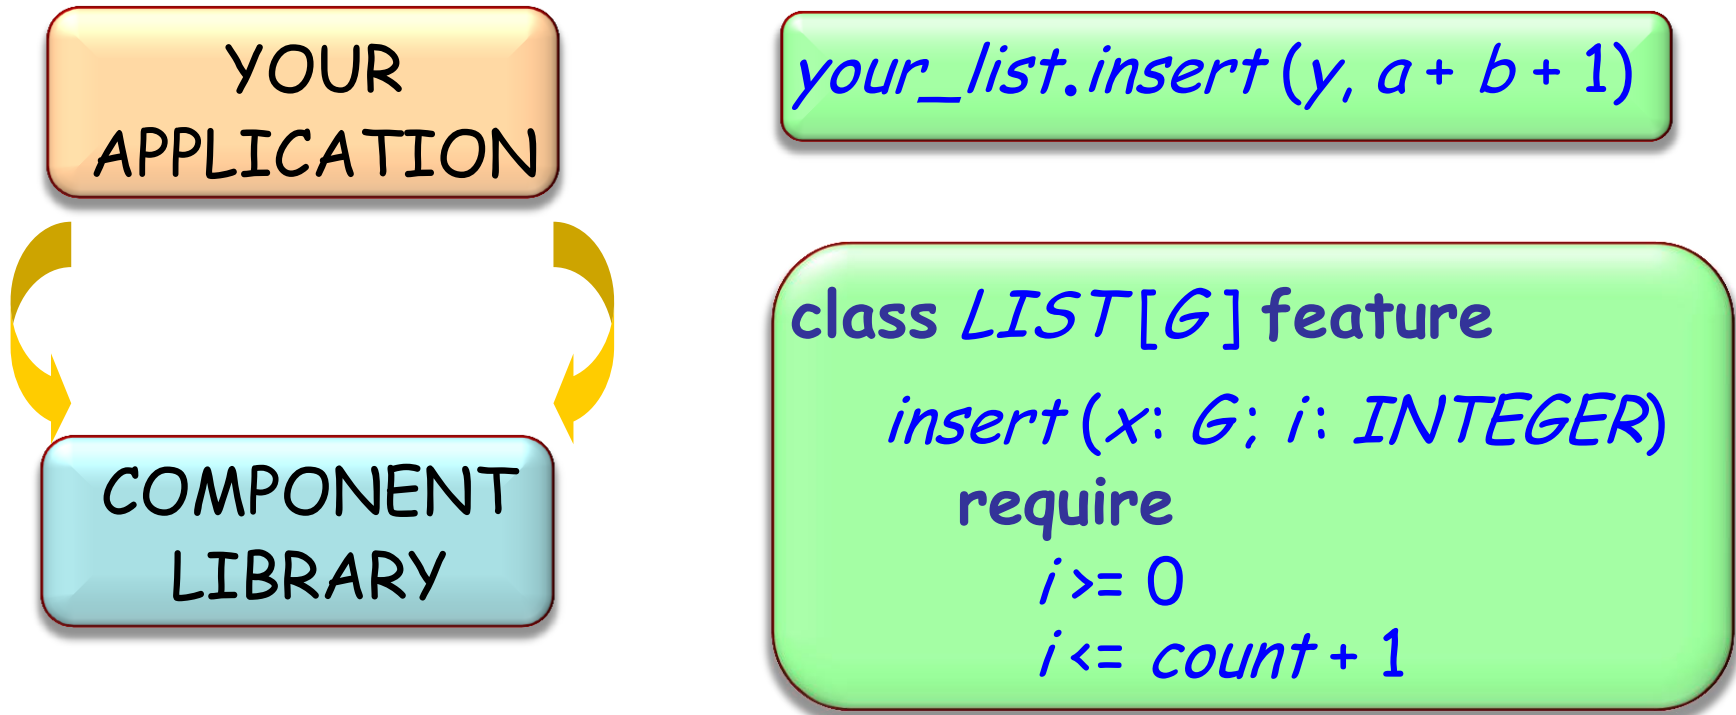 YOUR
APPLICATION
your_list.insert (y, a + b + 1)
class LIST [G] feature
insert (x: G; i: INTEGER)
require
i >= 0
i <= count + 1
COMPONENT
LIBRARY